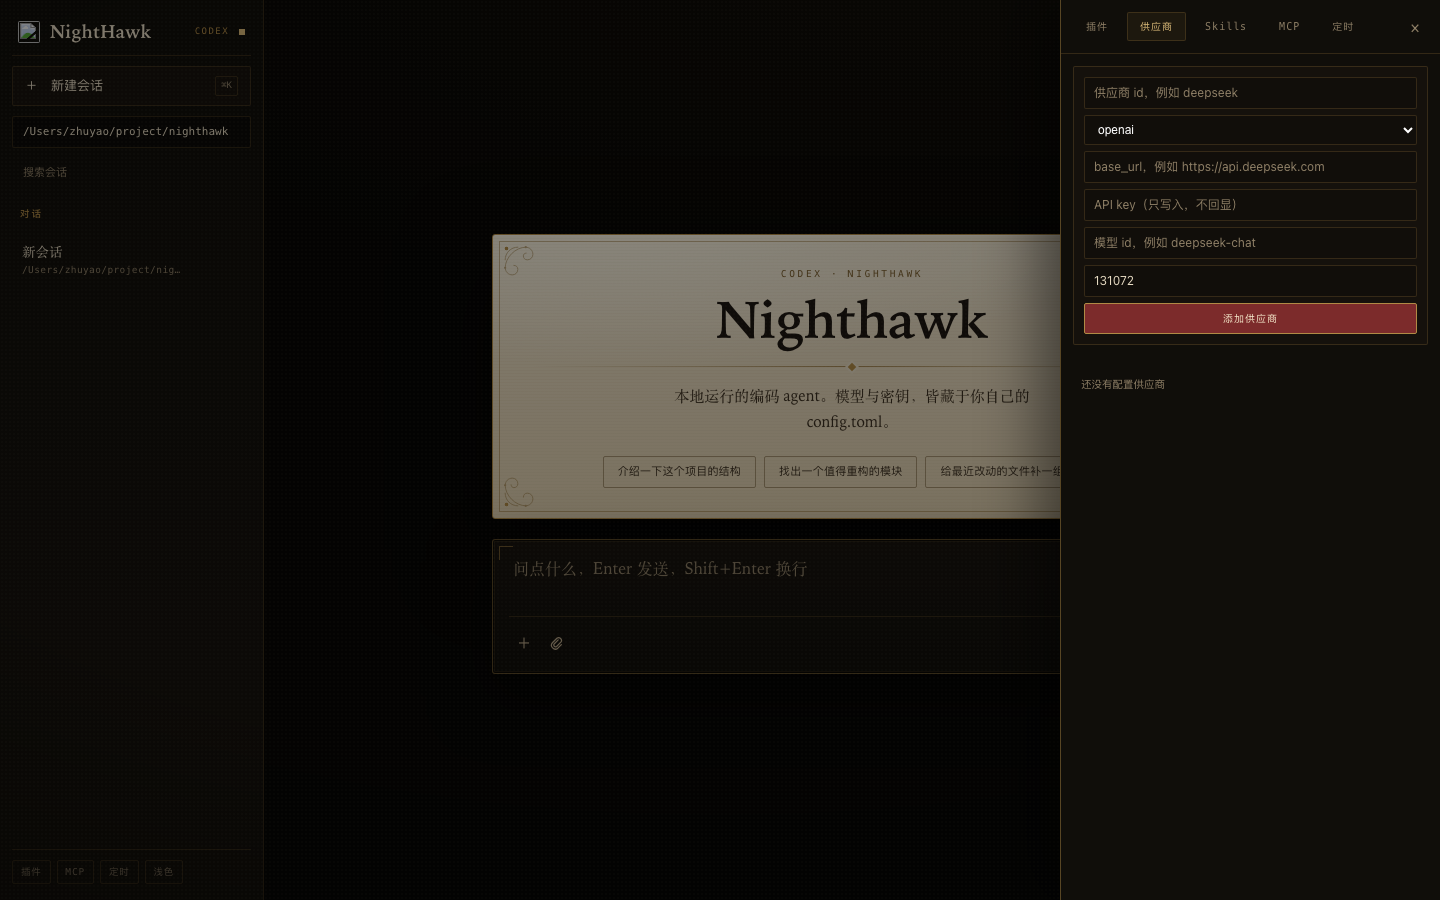 NightHawk
CODEX
插件
供应商
Skills
MCP
定时
×
+ 新建会话
⌘K
/Users/zhuyao/project/nighthawk
搜索会话
对话
新会话
/Users/zhuyao/project/nig…
CODEX · NIGHTHAWK
Nighthawk
本地运行的编码 agent。模型与密钥，皆藏于你自己的
config.toml。
介绍一下这个项目的结构
找出一个值得重构的模块
给最近改动的文件补一
问点什么，Enter 发送，Shift+Enter 换行
供应商 id，例如 deepseek
openai
base_url，例如 https://api.deepseek.com
API key（只写入，不回显）
模型 id，例如 deepseek-chat
131072
添加供应商
还没有配置供应商
插件
MCP
定时
浅色